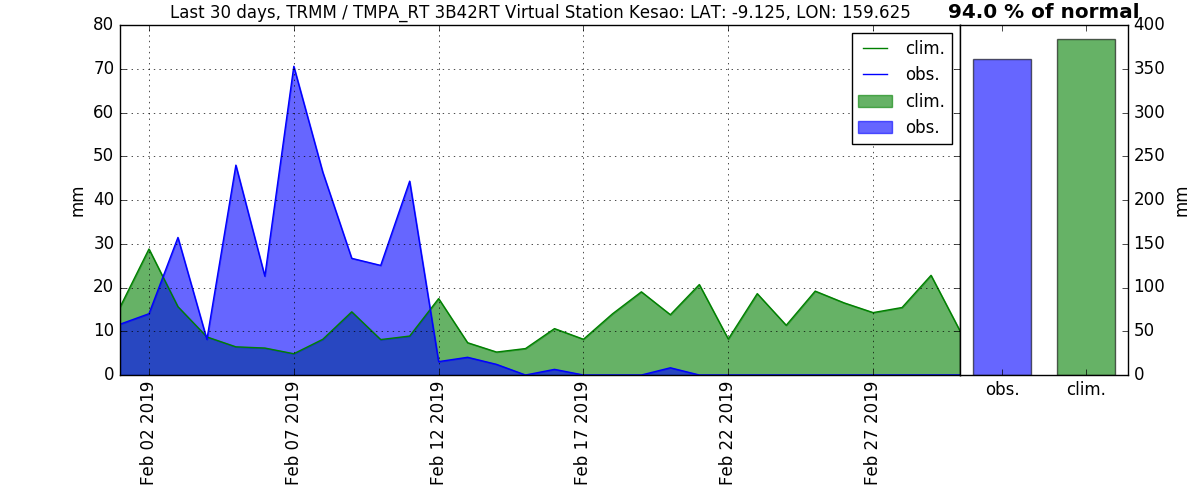 Last 30 days, TRMM / TMPA_RT 3B42RT Virtual Station Kesao: LAT: -9.125, LON: 159.625
94.0 % of normal
80
70
60
50
40
30
20
10
0
mm
clim.
obs.
clim.
obs.
400
350
300
250
200
150
100
50
0
mm
Feb 02 2019
Feb 07 2019
Feb 12 2019
Feb 17 2019
Feb 22 2019
Feb 27 2019
obs.
clim.